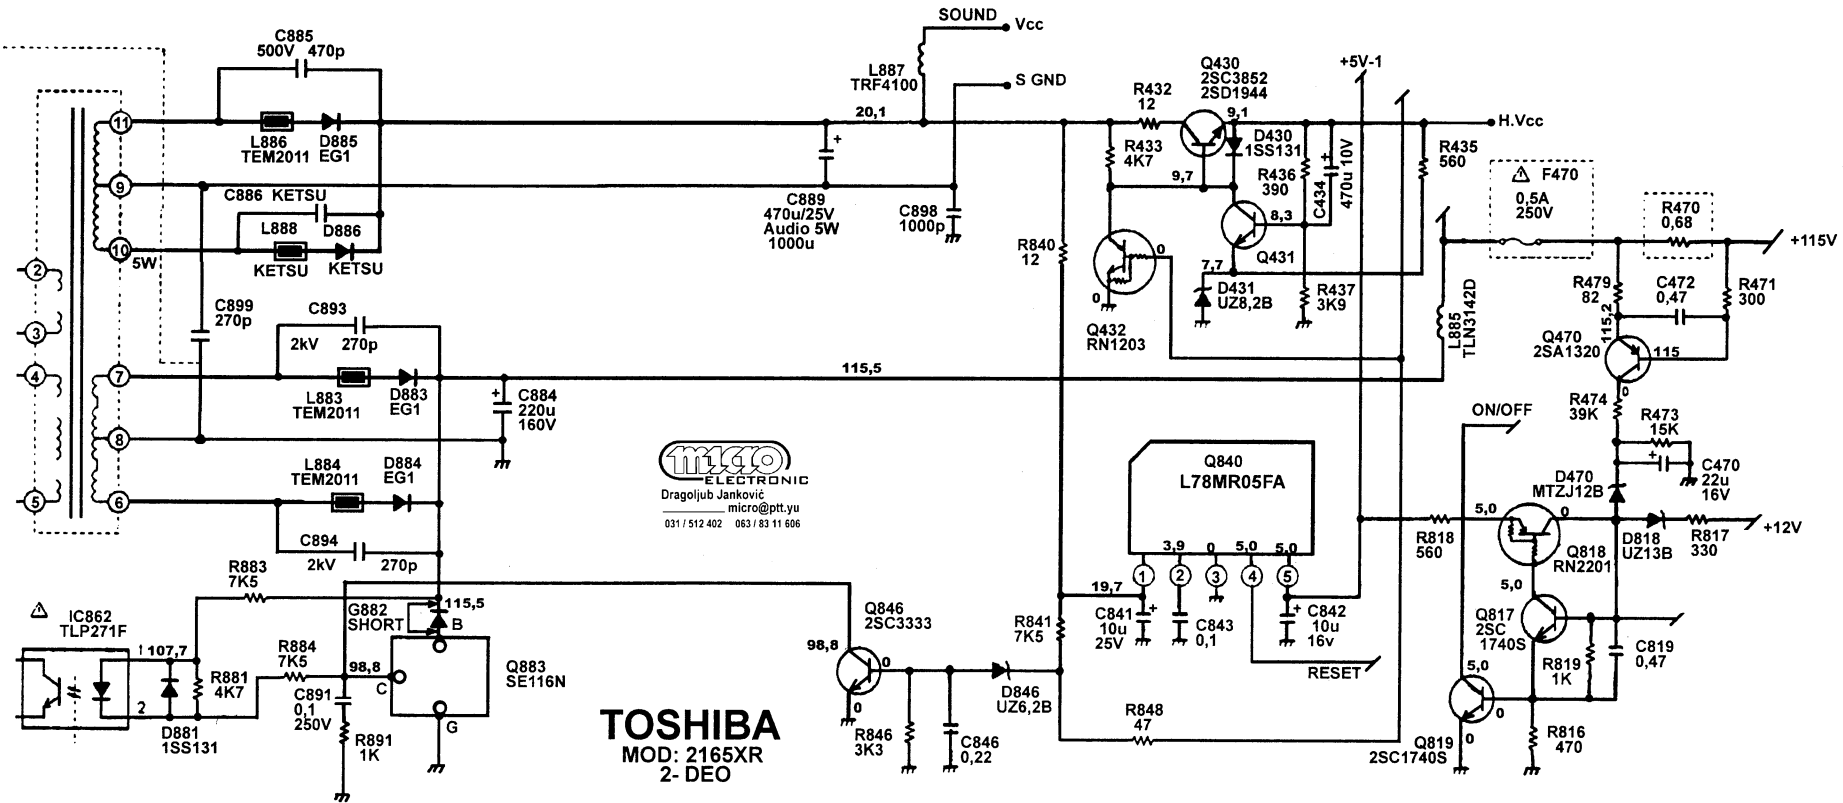 SOUND
Vcc
S GND
L887
TRF4100
C885
500V 470p
11
L886
TEM2011
D885
EG1
20,1
9
C886 KETSU
L888
D886
10
5W
KETSU
KETSU
C889
470u/25V
Audio 5W
1000u
C898
1000p
2
3
4
5
C899
270p
C893
2kV 270p
7
L883
TEM2011
D883
EG1
115,5
C884
220u
160V
+
8
L884
TEM2011
D884
EG1
6
C894
2kV 270p
micro
ELECTRONIC
Dragoljub Janković
micro@ptt.yu
031 / 512 402 063 / 83 11 606
R432
12
Q430
2SC3852
2SD1944
9,1
+5V-1
H.Vcc
R433
4K7
9,7
D430
1SS131
R436
390
C434
470u 10V
+
R435
560
8,3
Q431
7,7
D431
UZ8,2B
R437
3K9
R840
12
0
0
Q432
RN1203
L885
TLN3142D
F470
0,5A
250V
R470
0,68
+115V
R479
82
C472
0,47
R471
300
115,2
Q470
2SA1320
115
0
R474
39K
R473
15K
+
C470
22u
16V
ON/OFF
D470
MTZJ12B
5,0
0
R818
560
Q818
RN2201
D818
UZ13B
R817
330
+12V
5,0
Q817
2SC
1740S
R819
1K
C819
0,47
5,0
0
0
Q819
2SC1740S
R816
470
Q840
L78MR05FA
3,9
0
5,0
5,0
1
2
3
4
5
19,7
C841
10u
25V
+
C843
0,1
+
C842
10u
16v
RESET
R841
7K5
Q846
2SC3333
98,8
0
0
R846
3K3
C846
0,22
D846
UZ6,2B
R848
47
R883
7K5
IC862
TLP271F
1
107,7
2
D881
1SS131
R881
4K7
R884
7K5
C891
0,1
250V
R891
1K
G882
SHORT
115,5
B
98,8
C
G
Q883
SE116N
TOSHIBA
MOD: 2165XR
2- DEO